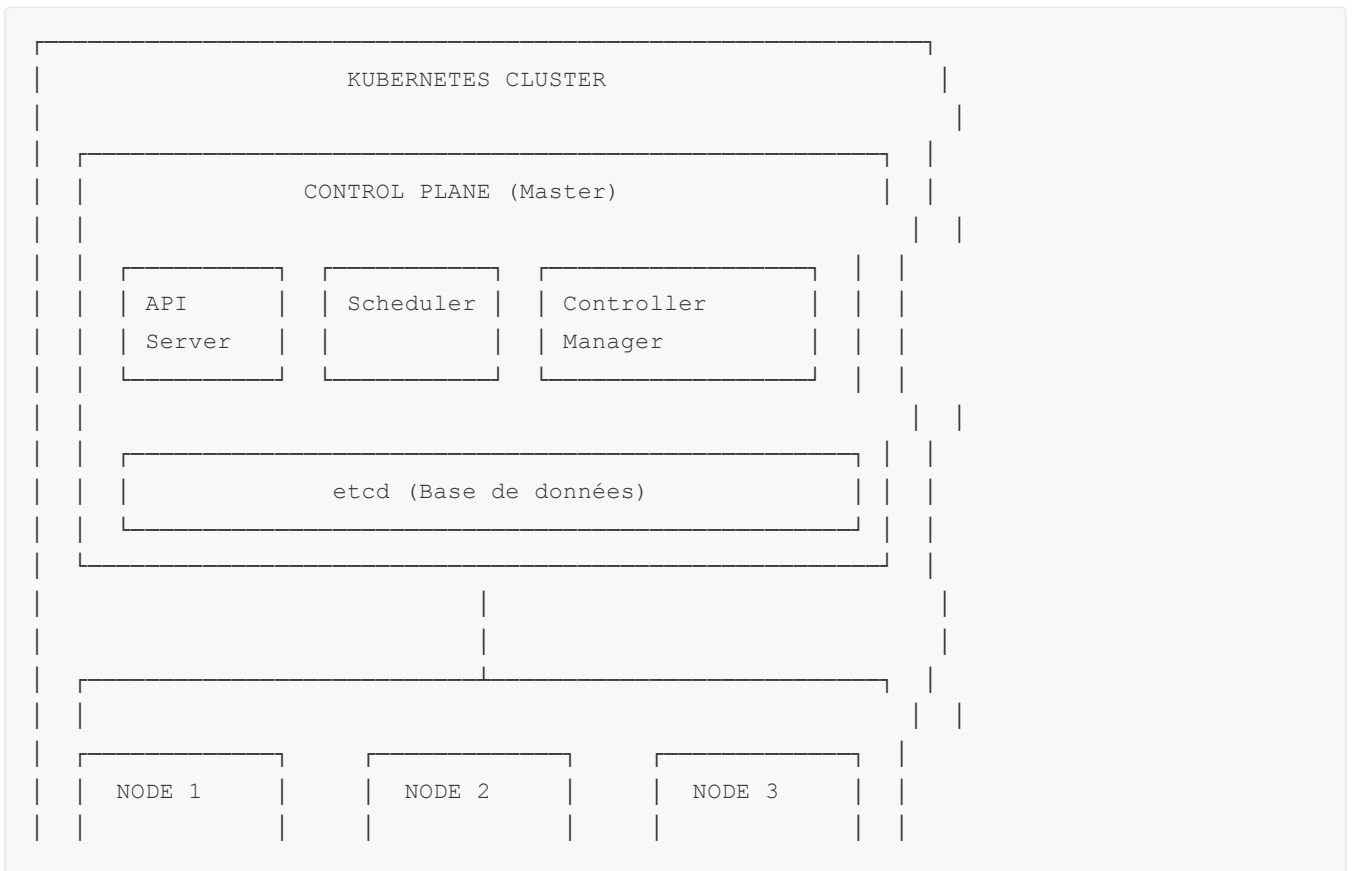 KUBERNETES CLUSTER
CONTROL PLANE (Master)
API Scheduler Controller
Server Manager
etcd (Base de données)
NODE 1 NODE 2 NODE 3